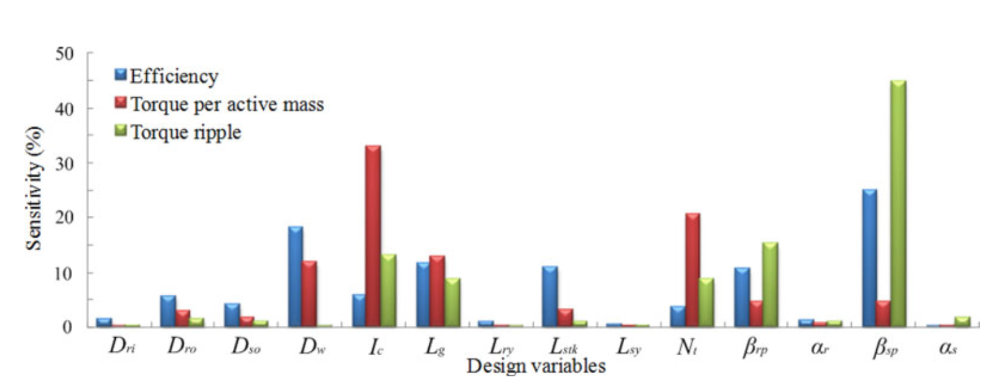 50
Efficiency
40
Torque per active mass
Torque ripple
30
20
10
0
Sensitivity (%)
Dri Dro Dso Dw Ic Lg Lry Lstk Lsy Nt βrp αr βsp αs
Design variables